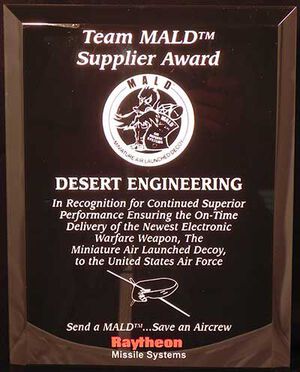 Team MALD™
Supplier Award
MALD
MALD
MINIATURE AIR LAUNCHED DECOY
DESERT ENGINEERING
In Recognition for Continued Superior
Performance Ensuring the On-Time
Delivery of the Newest Electronic
Warfare Weapon, The
Miniature Air Launched Decoy,
to the United States Air Force
Send a MALD™...Save an Aircrew
Raytheon
Missile Systems